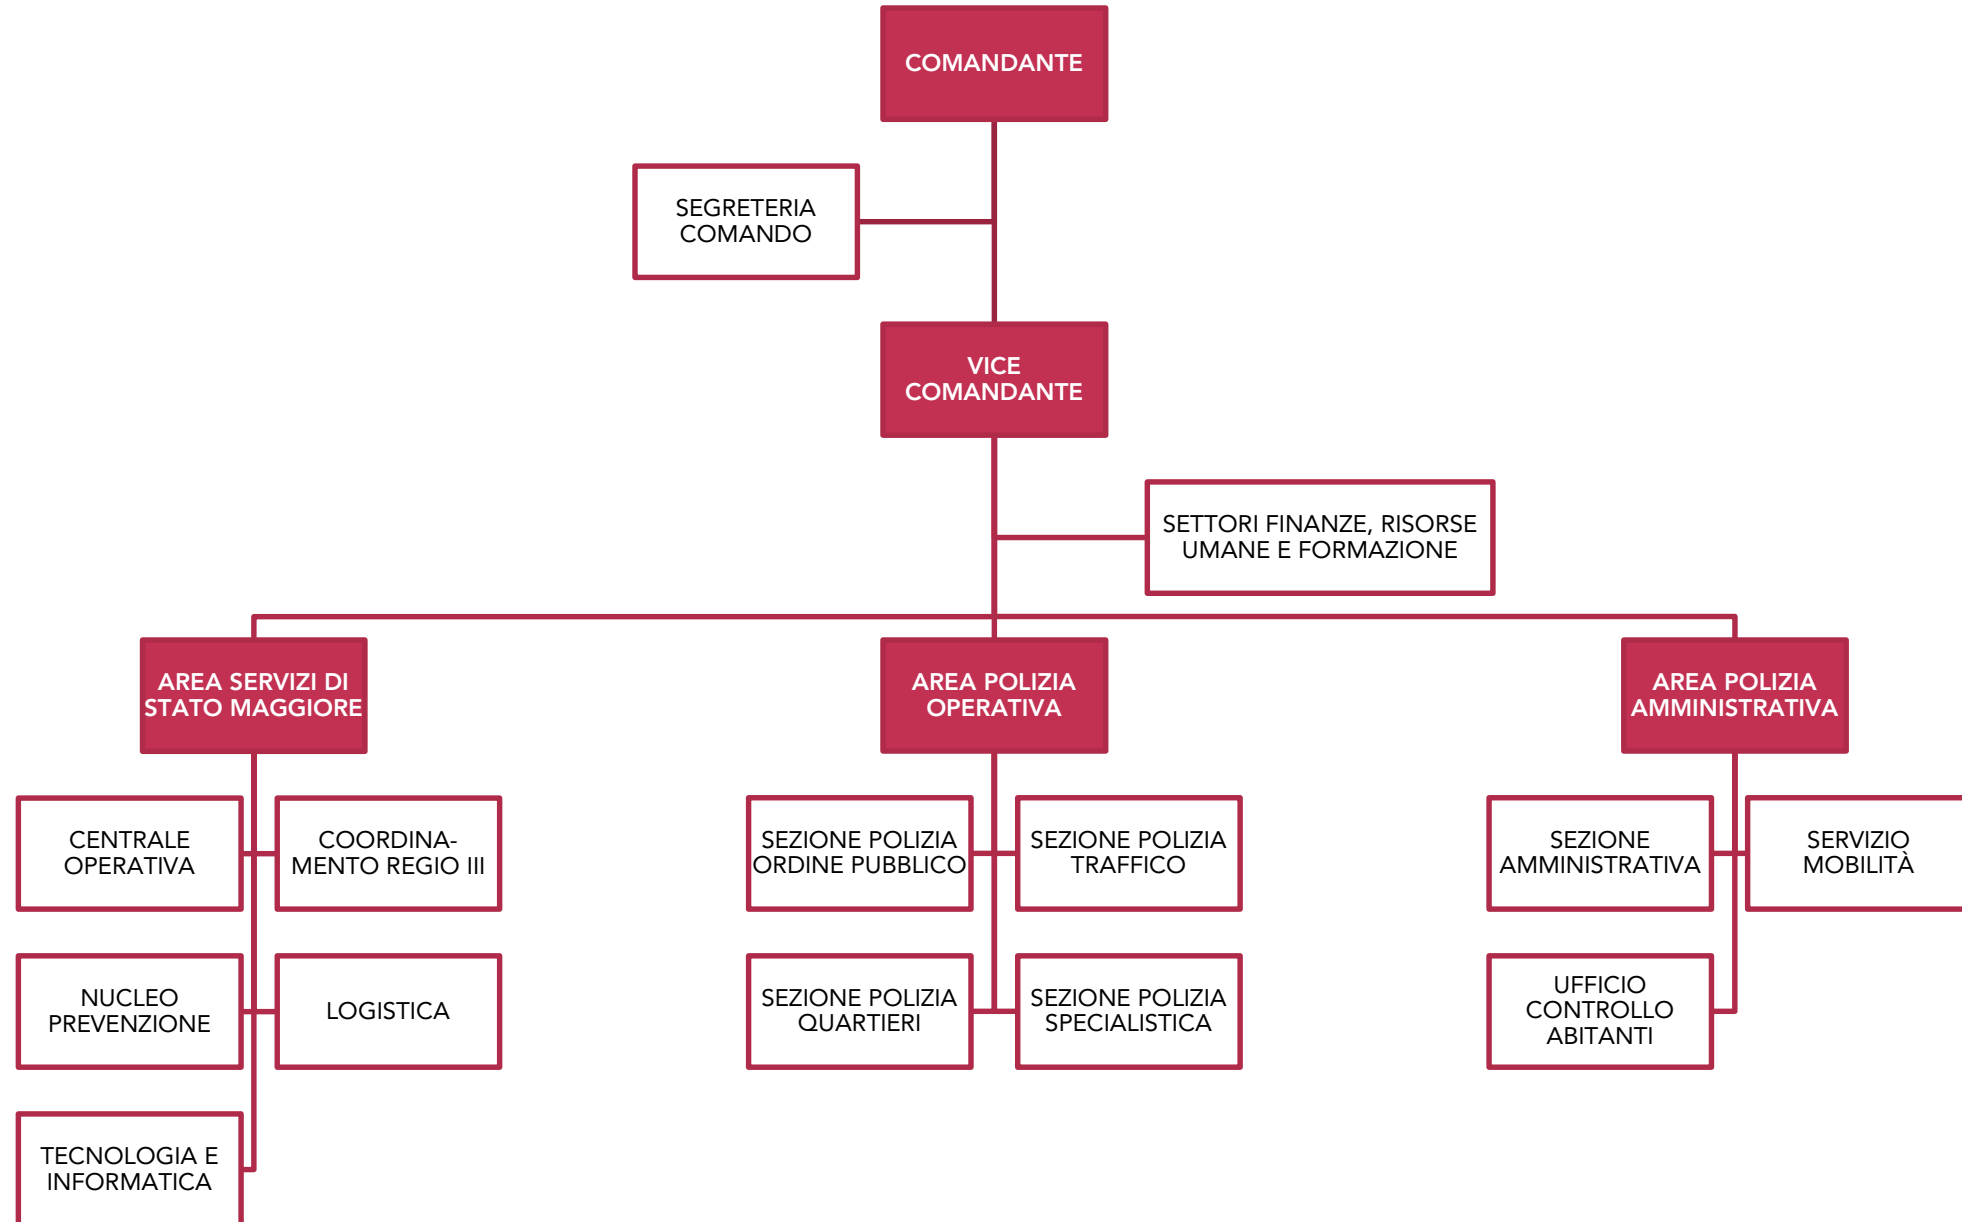 COMANDANTE
SEGRETERIA
COMANDO
VICE
COMANDANTE
SETTORI FINANZE, RISORSE
UMANE E FORMAZIONE
AREA SERVIZI DI
STATO MAGGIORE
AREA POLIZIA
OPERATIVA
AREA POLIZIA
AMMINISTRATIVA
CENTRALE
OPERATIVA
COORDINA-
MENTO REGIO III
SEZIONE POLIZIA
ORDINE PUBBLICO
SEZIONE POLIZIA
TRAFFICO
SEZIONE
AMMINISTRATIVA
SERVIZIO
MOBILITÀ
NUCLEO
PREVENZIONE
LOGISTICA
SEZIONE POLIZIA
QUARTIERI
SEZIONE POLIZIA
SPECIALISTICA
UFFICIO
CONTROLLO
ABITANTI
TECNOLOGIA E
INFORMATICA